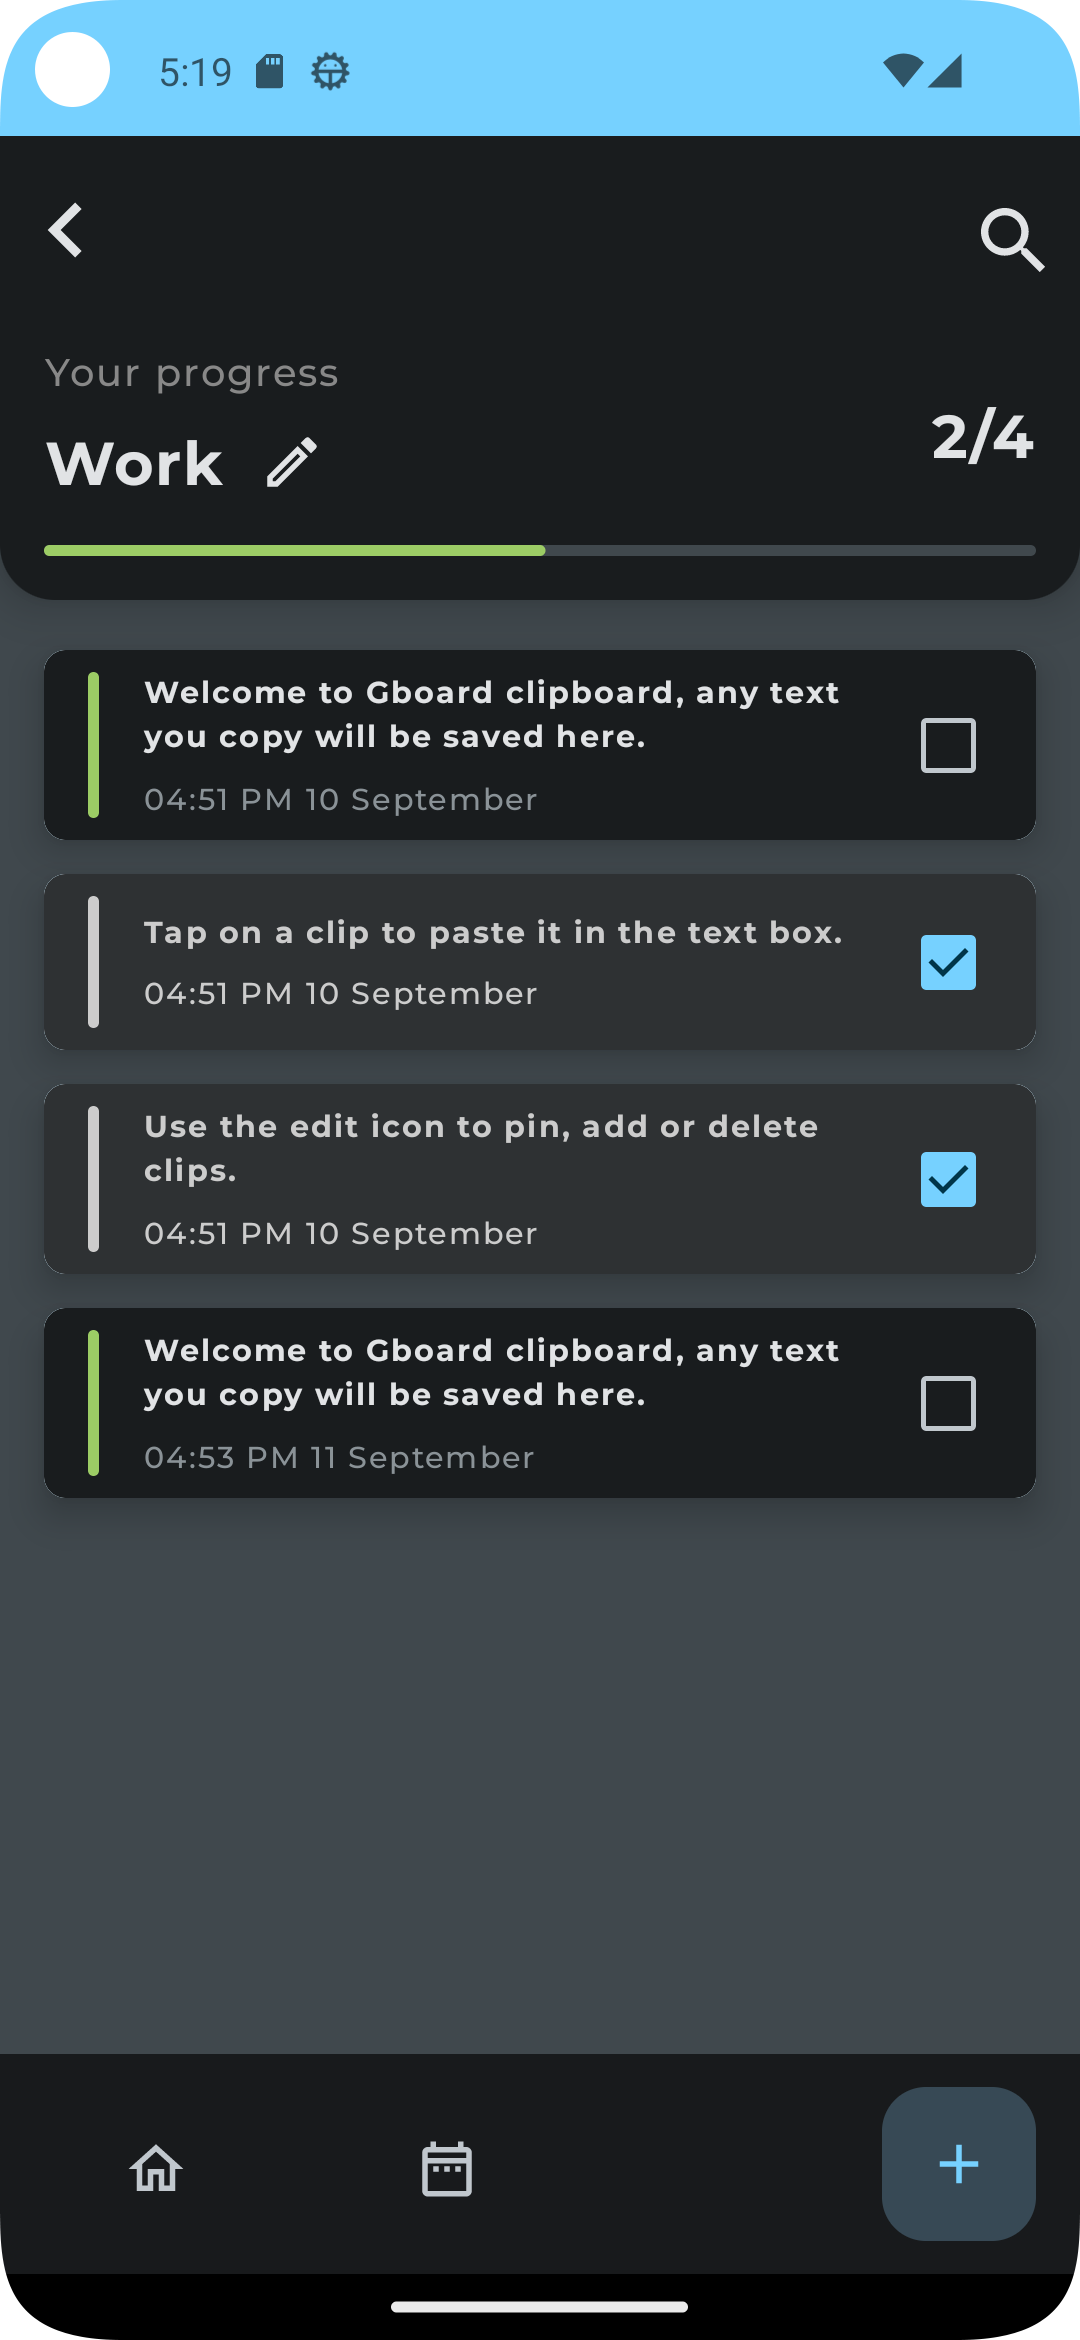 5:19
Your progress
Work
2/4
Welcome to Gboard clipboard, any text
you copy will be saved here.
04:51 PM 10 September
Tap on a clip to paste it in the text box.
04:51 PM 10 September
Use the edit icon to pin, add or delete
clips.
04:51 PM 10 September
Welcome to Gboard clipboard, any text
you copy will be saved here.
04:53 PM 11 September